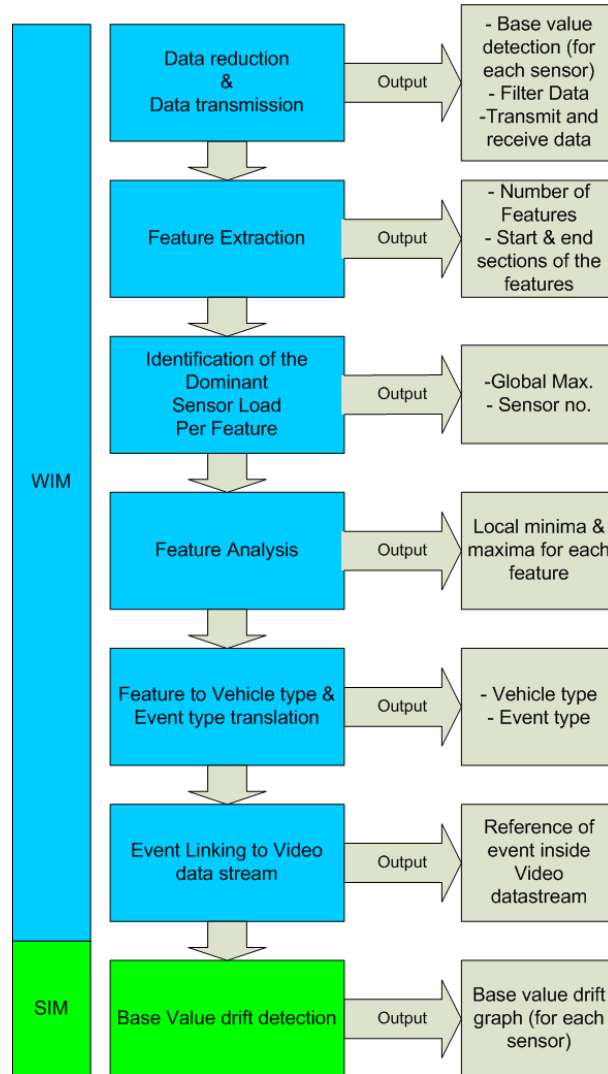 WIM
SIM
Data reduction
&
Data transmission
Output
- Base value
detection (for
each sensor)
- Filter Data
-Transmit and
receive data
Feature Extraction
Output
- Number of
Features
- Start & end
sections of the
features
Identification of the
Dominant
Sensor Load
Per Feature
Output
-Global Max.
- Sensor no.
Feature Analysis
Output
Local minima &
maxima for each
feature
Feature to Vehicle type &
Event type translation
Output
- Vehicle type
- Event type
Event Linking to Video
data stream
Output
Reference of
event inside
Video
datastream
Base Value drift detection
Output
Base value drift
graph (for each
sensor)